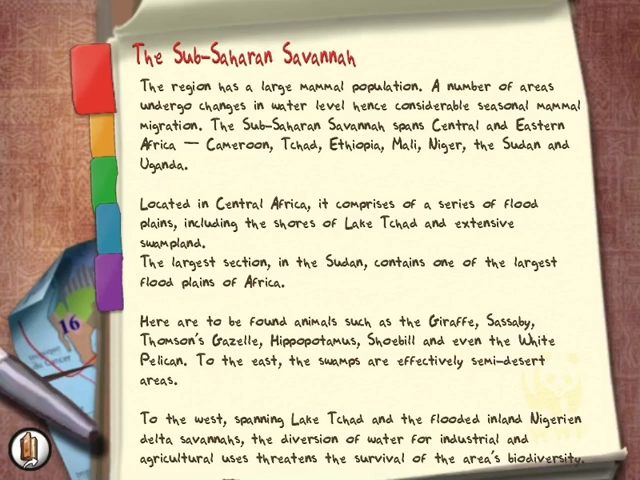 The Sub-Saharan Savannah
The region has a large mammal population. A number of areas
undergo changes in water level hence considerable seasonal mammal
migration. The Sub-Saharan Savannah spans Central and Eastern
Africa — Cameroon, Tchad, Ethiopia, Mali, Niger, the Sudan and
Uganda.
Located in Central Africa, it comprises of a series of flood
plains, including the shores of Lake Tchad and extensive
swampland.
The largest section, in the Sudan, contains one of the largest
flood plains of Africa.
Here are to be found animals such as the Giraffe, Sassaby,
Thomson's Gazelle, Hippopotamus, Shoebill and even the White
Pelican. To the east, the swamps are effectively semi-desert
areas.
To the west, spanning Lake Tchad and the flooded inland Nigerien
delta savannahs, the diversion of water for industrial and
agricultural uses threatens the survival of the area's biodiversity.
16
du cancer